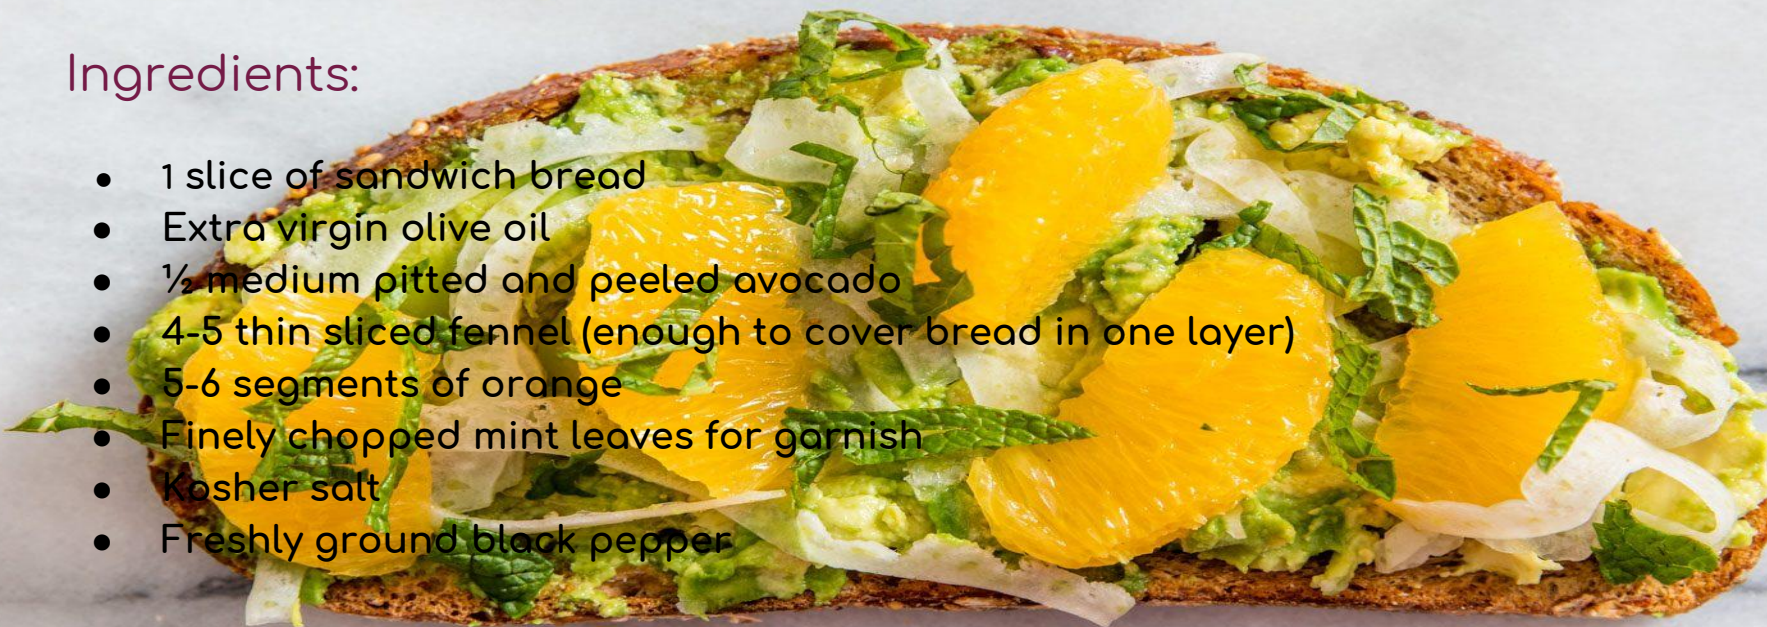 Ingredients:
● 1 slice of sandwich bread
● Extra virgin olive oil
● ½ medium pitted and peeled avocado
● 4-5 thin sliced fennel (enough to cover bread in one layer)
● 5-6 segments of orange
● Finely chopped mint leaves for garnish
● Kosher salt
● Freshly ground black pepper